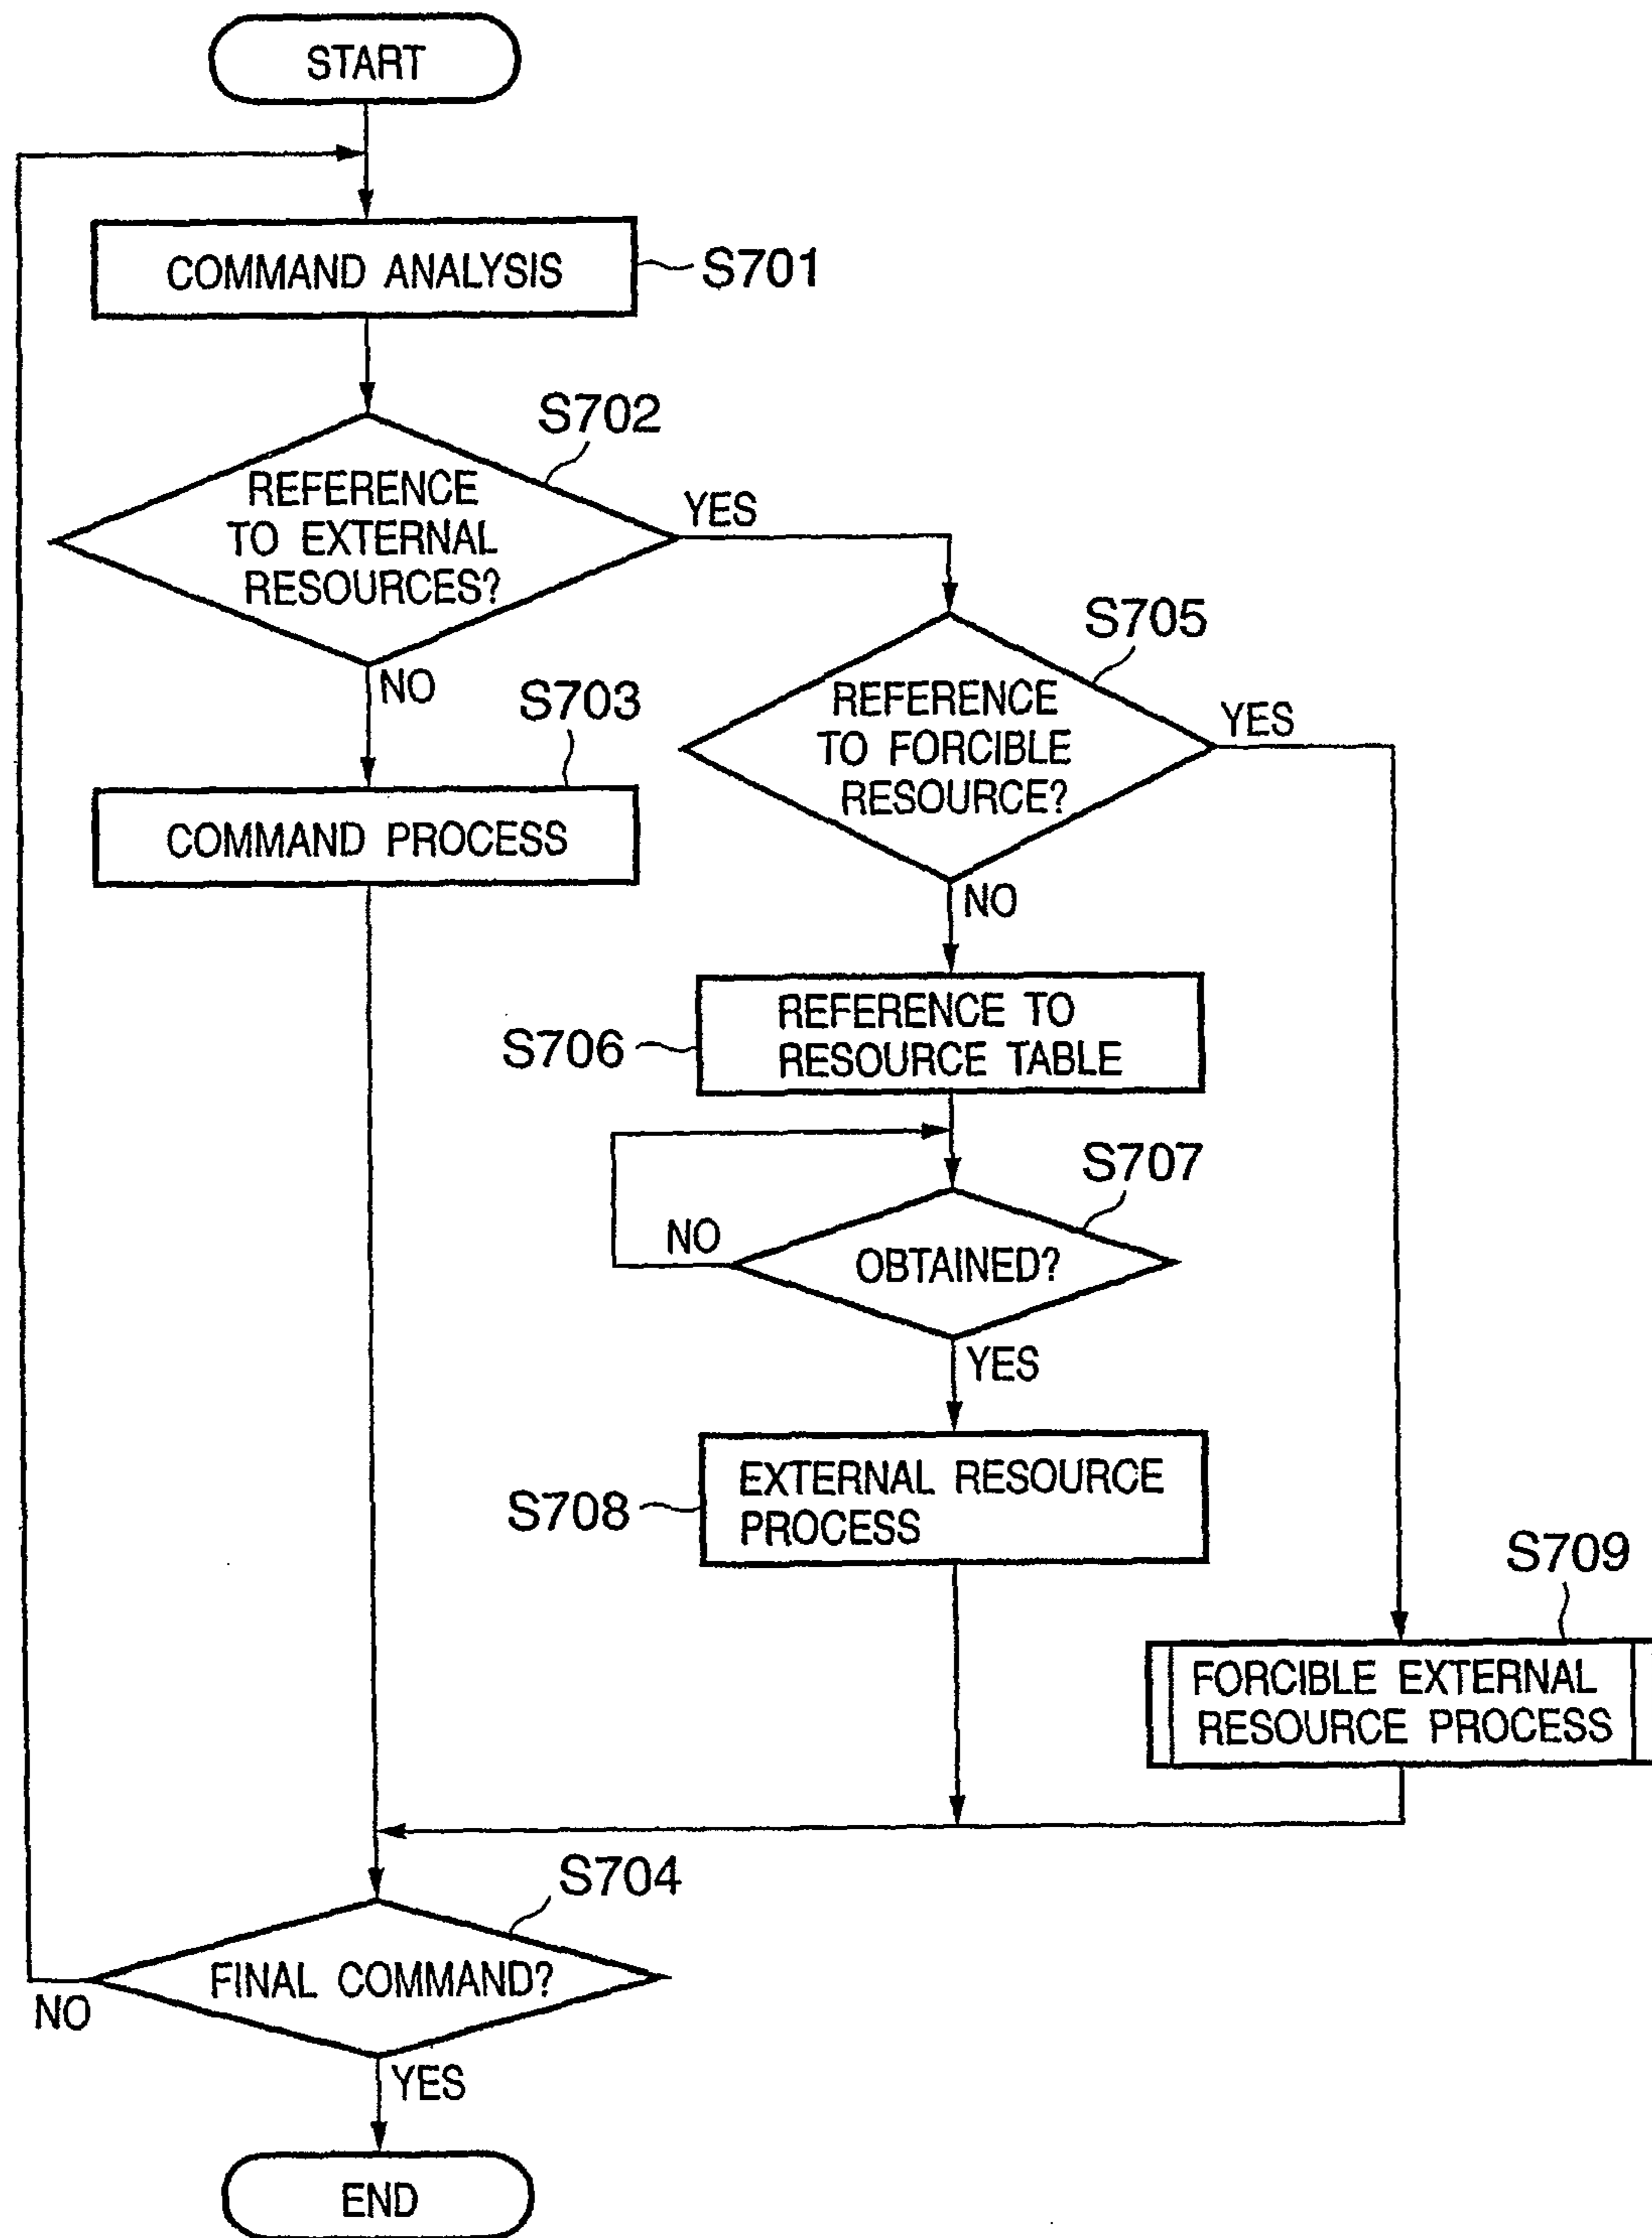 START
COMMAND ANALYSIS
S701
S702
REFERENCE
TO EXTERNAL
RESOURCES?
YES
NO
S703
COMMAND PROCESS
S705
REFERENCE
TO FORCIBLE
RESOURCE?
YES
NO
S706
REFERENCE TO
RESOURCE TABLE
S707
NO
OBTAINED?
YES
S708
EXTERNAL RESOURCE
PROCESS
S709
FORCIBLE EXTERNAL
RESOURCE PROCESS
S704
FINAL COMMAND?
NO
YES
END